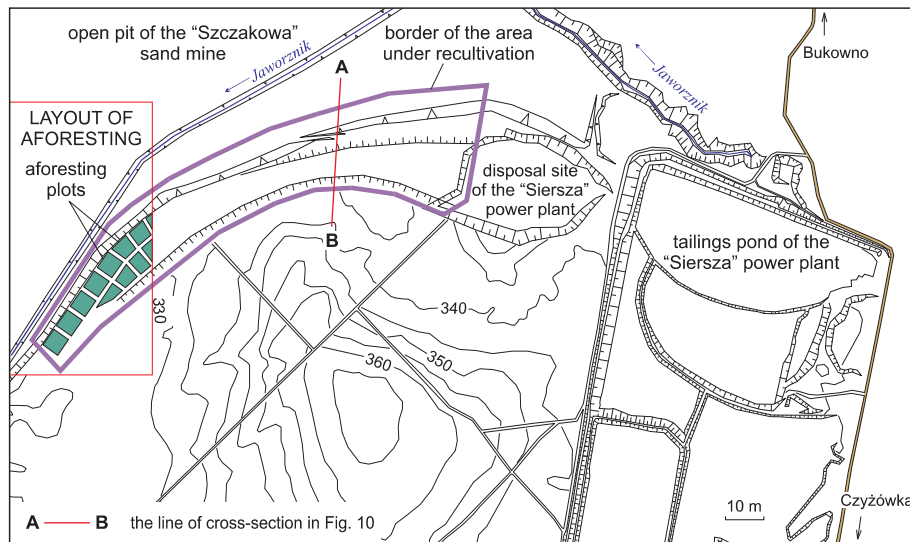 open pit of the “Szczakowa”
sand mine
Jaworznik
border of the area
under recultivation
A
Jaworznik
Bukowno
LAYOUT OF
AFORESTING
aforesting
plots
disposal site
of the “Siersza”
power plant
B
tailings pond of the
“Siersza” power plant
330
340
350
360
10 m
Czyżówka
A B the line of cross-section in Fig. 10